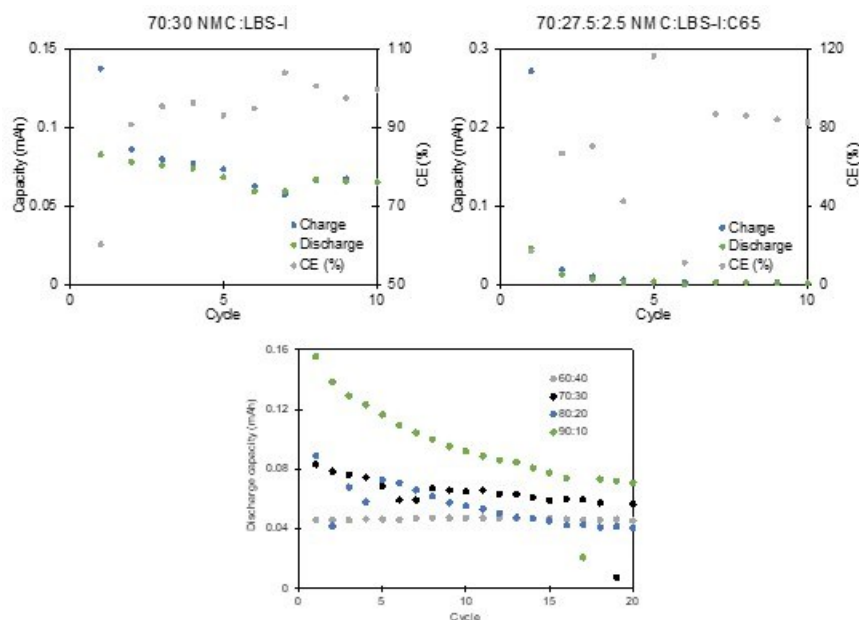 70:30 NMC:LBS-I
0.15
0.1
0.05
0
Capacity (mAh)
110
90
70
50
CE (%)
Charge
Discharge
CE (%)
0
5
10
Cycle
70:27.5:2.5 NMC:LBS-I:C65
0.3
0.2
0.1
0
Capacity (mAh)
120
80
40
0
CE (%)
Charge
Discharge
CE (%)
0
5
10
Cycle
0.16
0.12
0.08
0.04
0
Discharge capacity (mAh)
60:40
70:30
80:20
90:10
0
5
10
15
20
Cycle